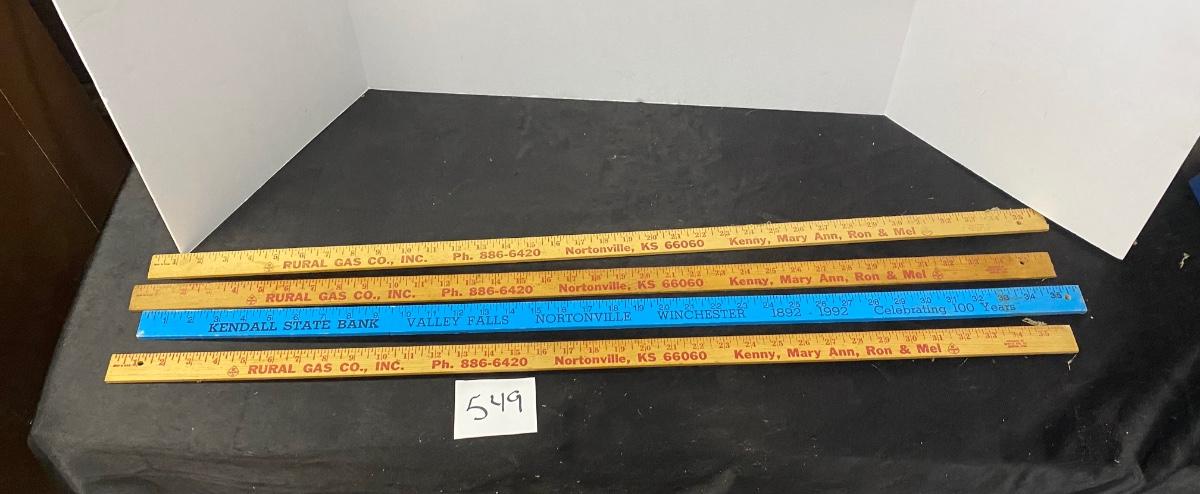 RURAL GAS CO., INC. Ph. 886-6420 Nortonville, KS 66060 Kenny, Mary Ann, Ron & Mel
RURAL GAS CO., INC. Ph. 886-6420 Nortonville, KS 66060 Kenny, Mary Ann, Ron & Mel
KENDALL STATE BANK VALLEY FALLS NORTONVILLE WINCHESTER 1892 - 1992 Celebrating 100 Years
RURAL GAS CO., INC. Ph. 886-6420 Nortonville, KS 66060 Kenny, Mary Ann, Ron & Mel
549